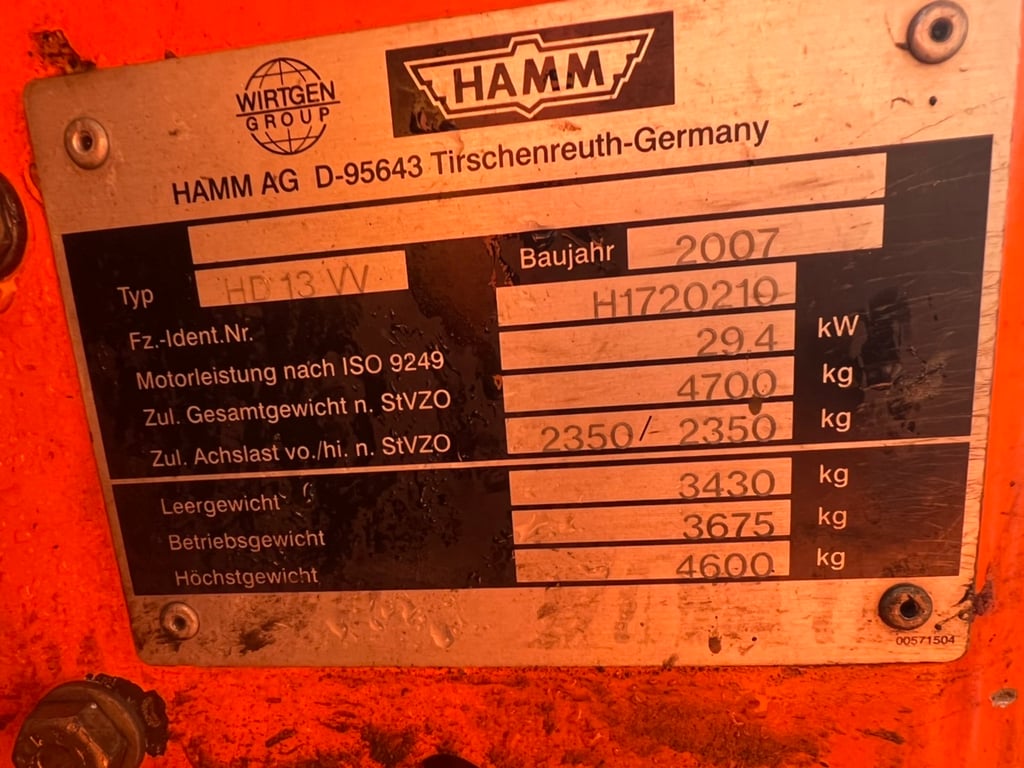 WIRTGEN
GROUP
HAMM
HAMM AG D-95643 Tirschenreuth-Germany
Typ HD 13 VV Baujahr 2007
Fz.-Ident.Nr. H1720210
Motorleistung nach ISO 9249 29.4 kW
Zul. Gesamtgewicht n. StVZO 4700 kg
Zul. Achslast vo./hi. n. StVZO 2350/- 2350 kg
Leergewicht 3430 kg
Betriebsgewicht 3675 kg
Höchstgewicht 4600 kg
00571504